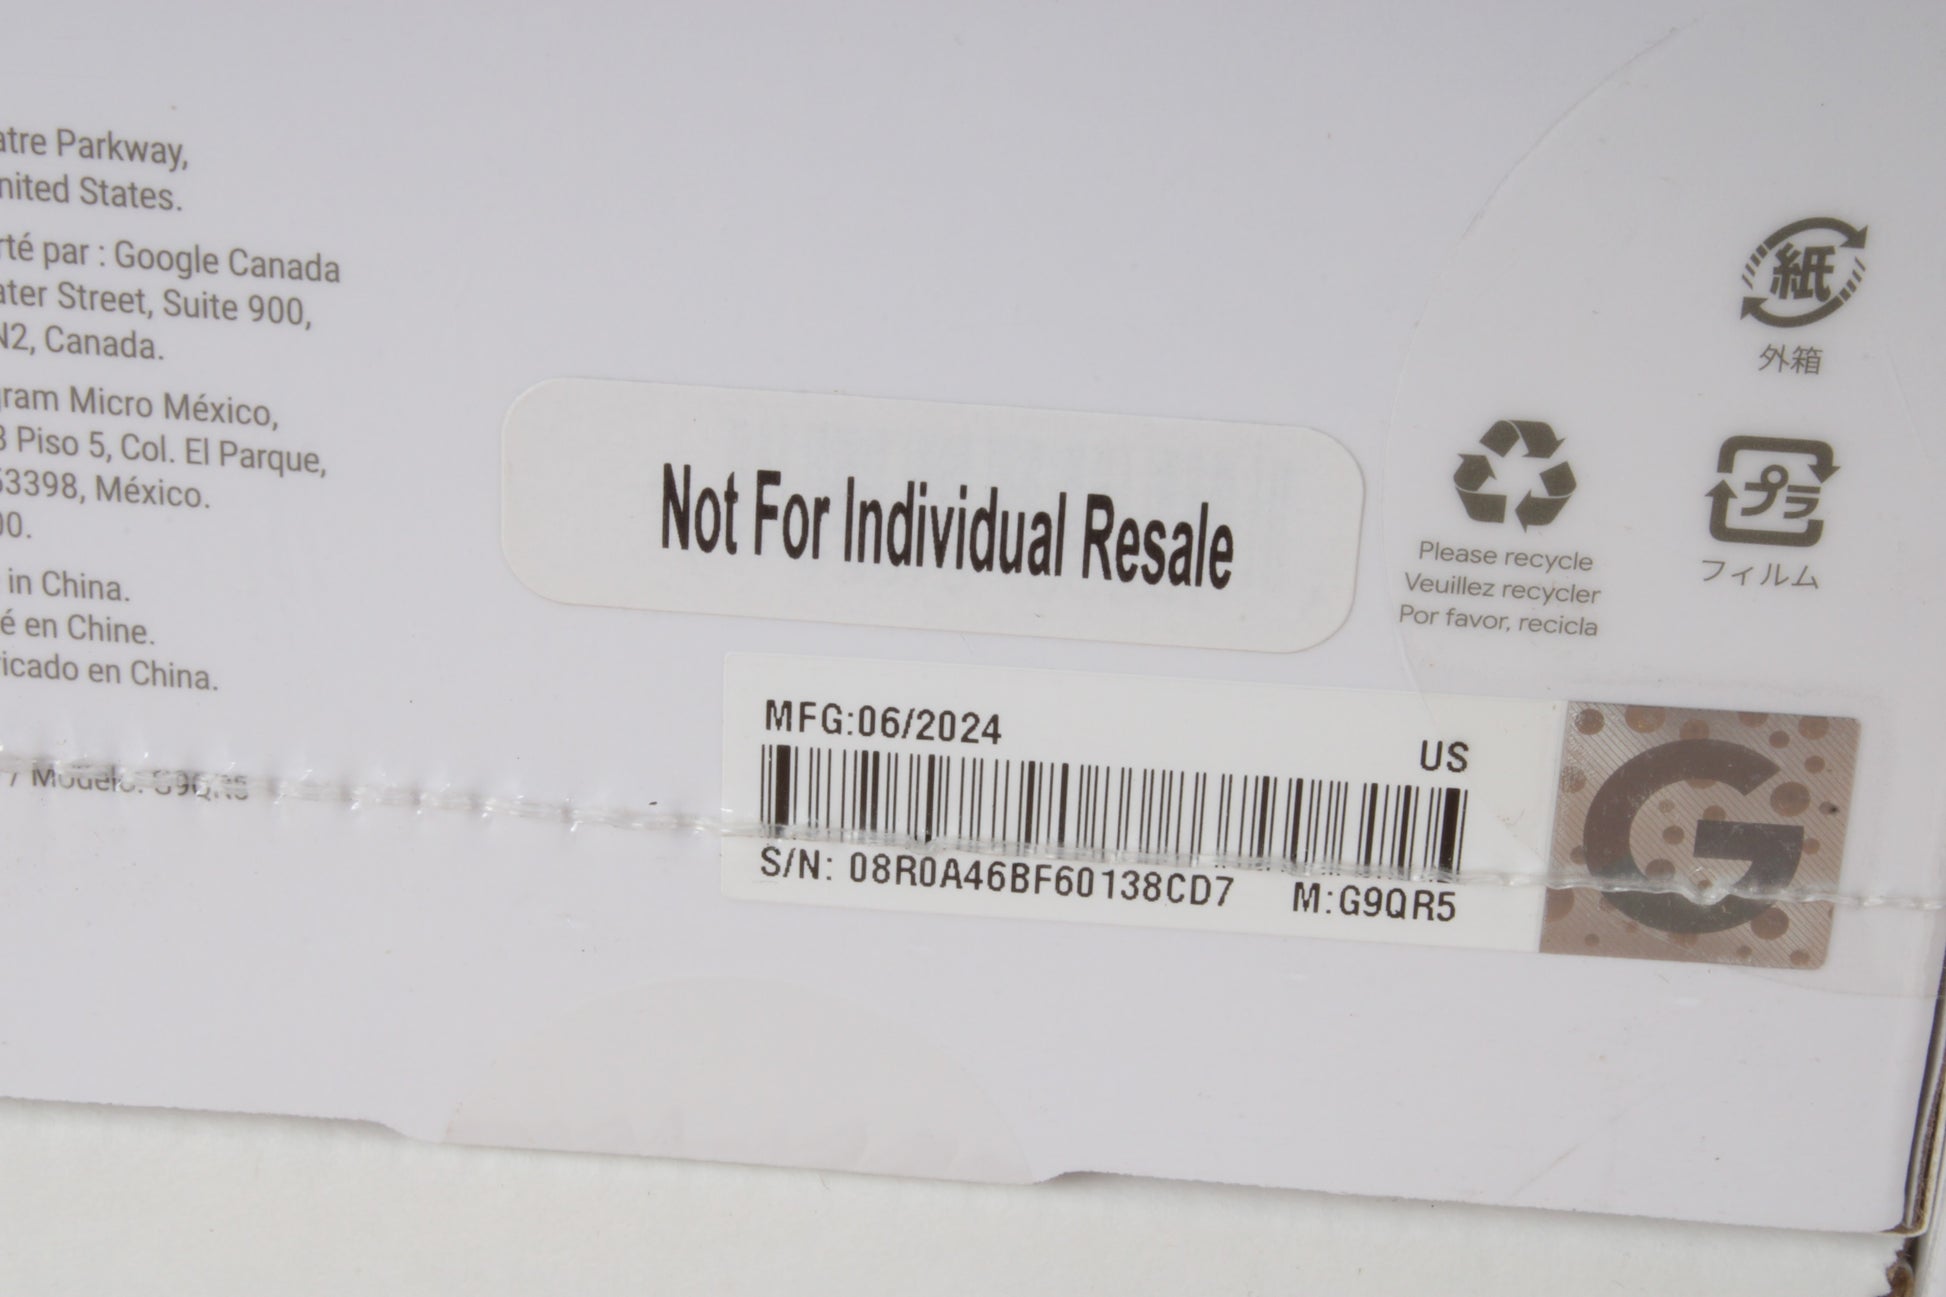 atre Parkway,
nited States.
rté par : Google Canada
ater Street, Suite 900,
N2, Canada.
gram Micro México,
3 Piso 5, Col. El Parque,
53398, México.
00.
in China.
é en Chine.
ricado en China.
/ Modelo: G9QR5
Not For Individual Resale
紙
外箱
Please recycle
Veuillez recycler
Por favor, recicla
プラ
フィルム
MFG:06/2024
US
S/N: 08R0A46BF60138CD7 M:G9QR5
G